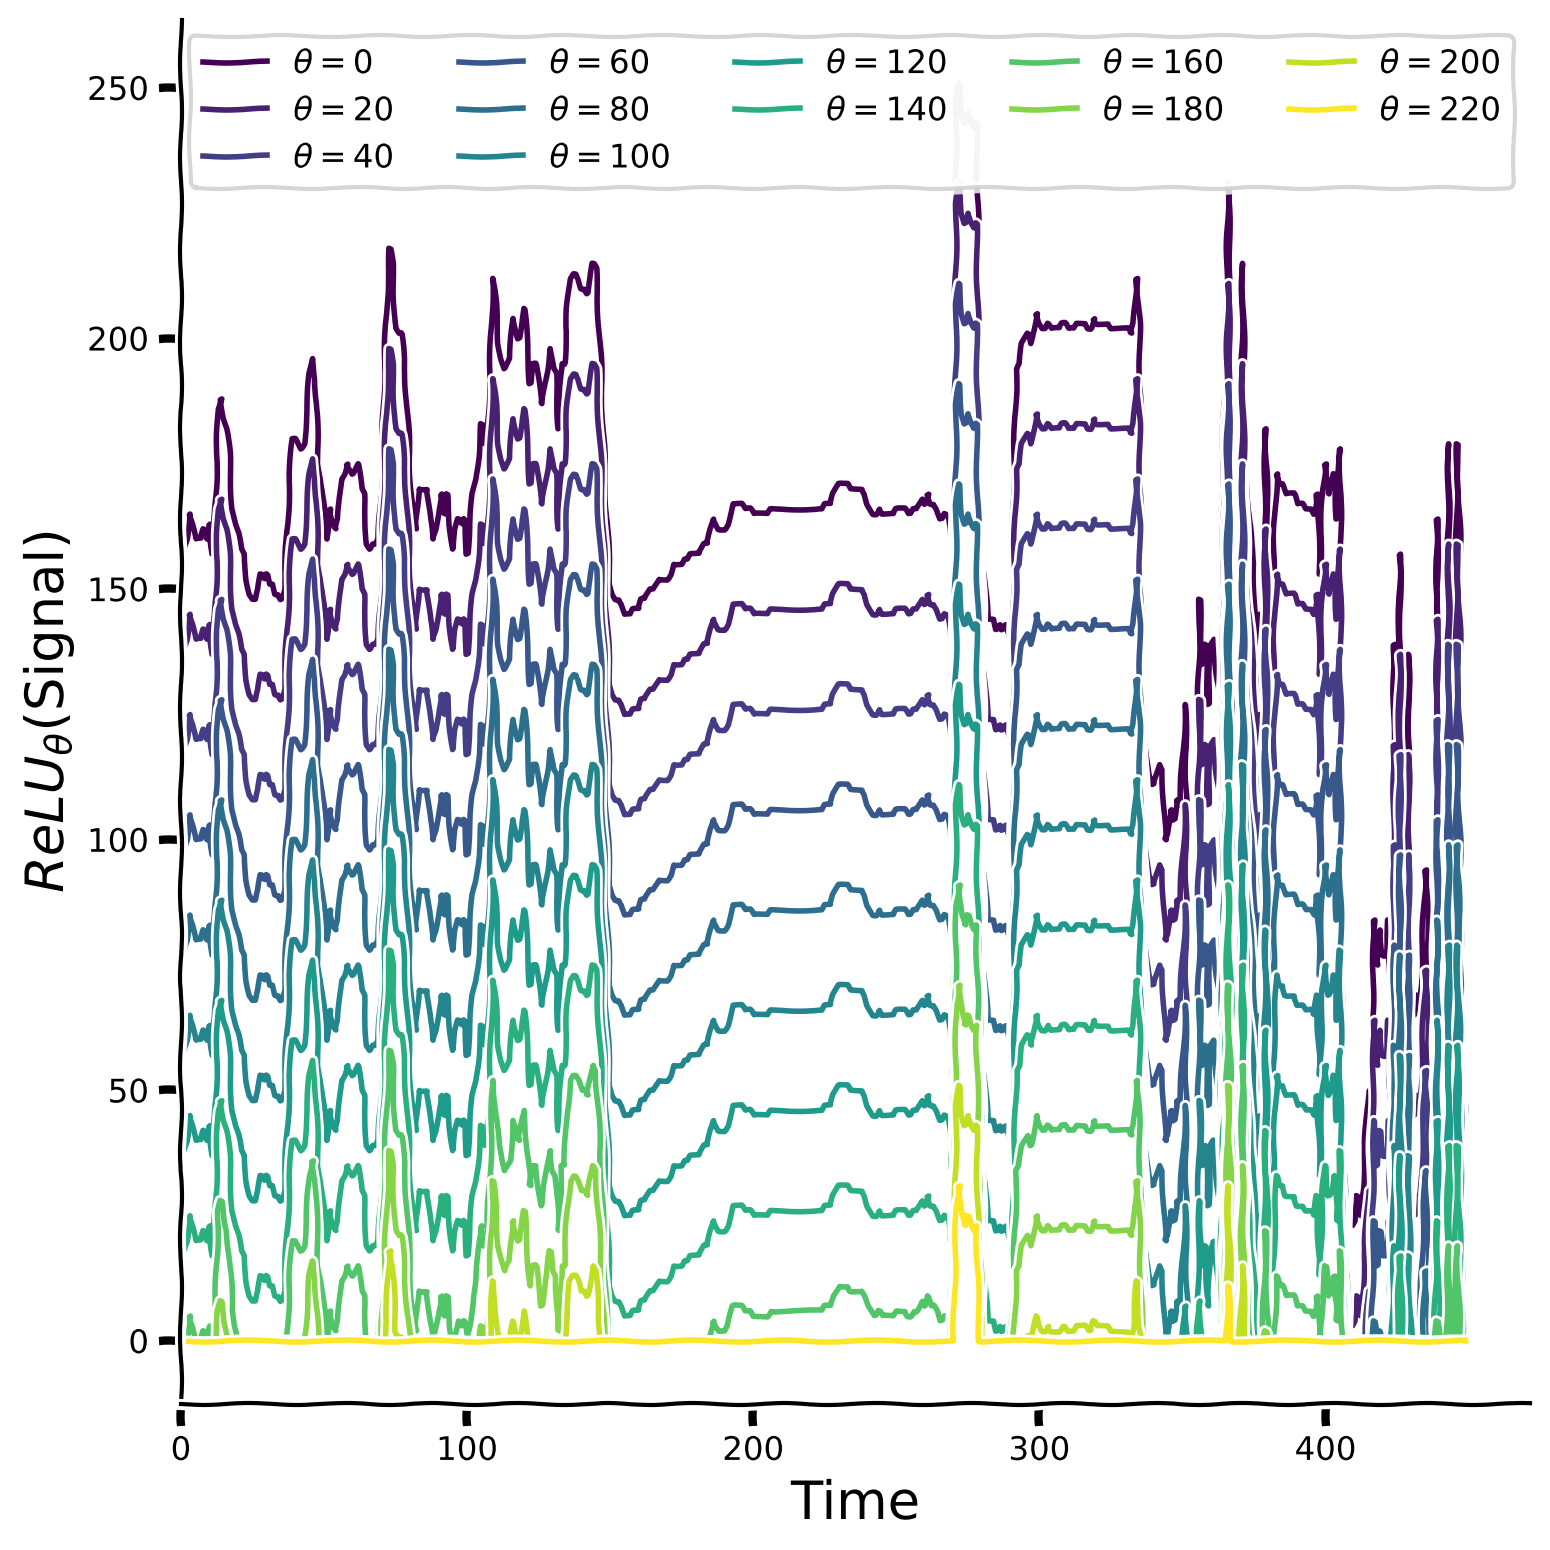 θ = 0 θ = 60 θ = 120 θ = 160 θ = 200
θ = 20 θ = 80 θ = 140 θ = 180 θ = 220
θ = 40 θ = 100
250
200
150
100
50
0
ReLUθ(Signal)
0 100 200 300 400
Time